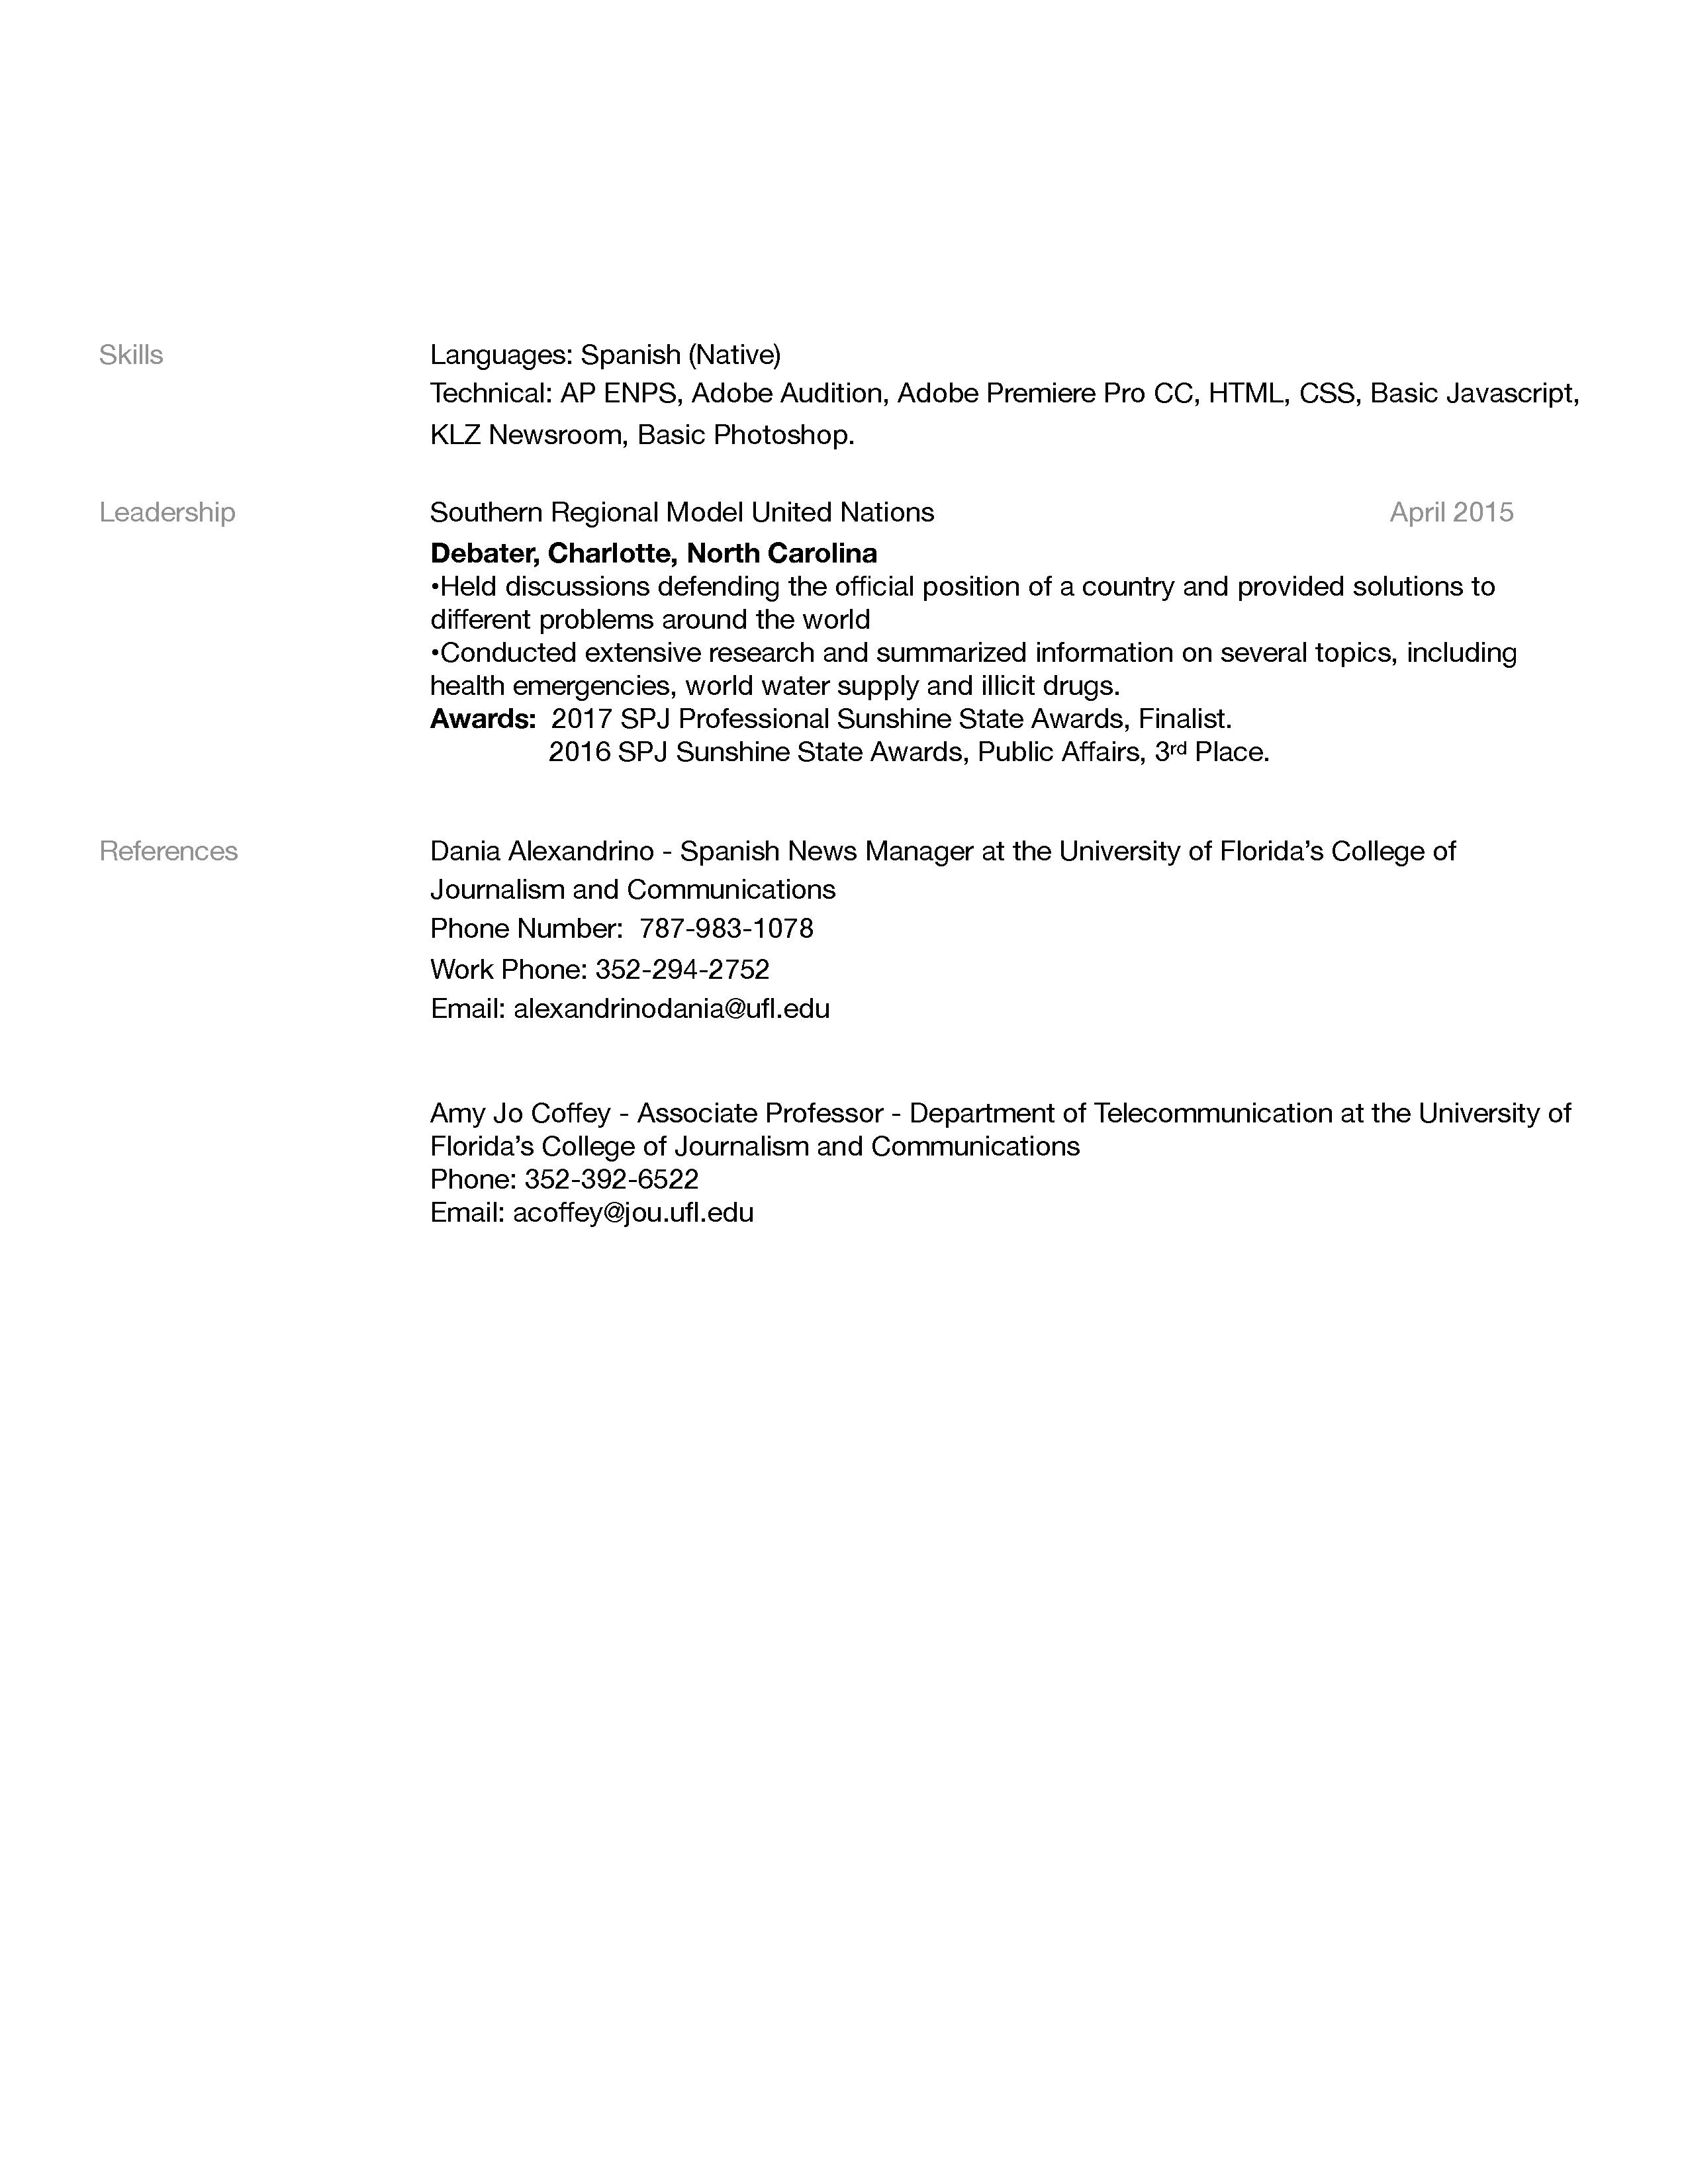 Skills
Languages: Spanish (Native)
Technical: AP ENPS, Adobe Audition, Adobe Premiere Pro CC, HTML, CSS, Basic Javascript,
KLZ Newsroom, Basic Photoshop.
Leadership
Southern Regional Model United Nations April 2015
Debater, Charlotte, North Carolina
•Held discussions defending the official position of a country and provided solutions to
different problems around the world
•Conducted extensive research and summarized information on several topics, including
health emergencies, world water supply and illicit drugs.
Awards: 2017 SPJ Professional Sunshine State Awards, Finalist.
2016 SPJ Sunshine State Awards, Public Affairs, 3rd Place.
References
Dania Alexandrino - Spanish News Manager at the University of Florida’s College of
Journalism and Communications
Phone Number: 787-983-1078
Work Phone: 352-294-2752
Email: alexandrinodania@ufl.edu
Amy Jo Coffey - Associate Professor - Department of Telecommunication at the University of
Florida’s College of Journalism and Communications
Phone: 352-392-6522
Email: acoffey@jou.ufl.edu